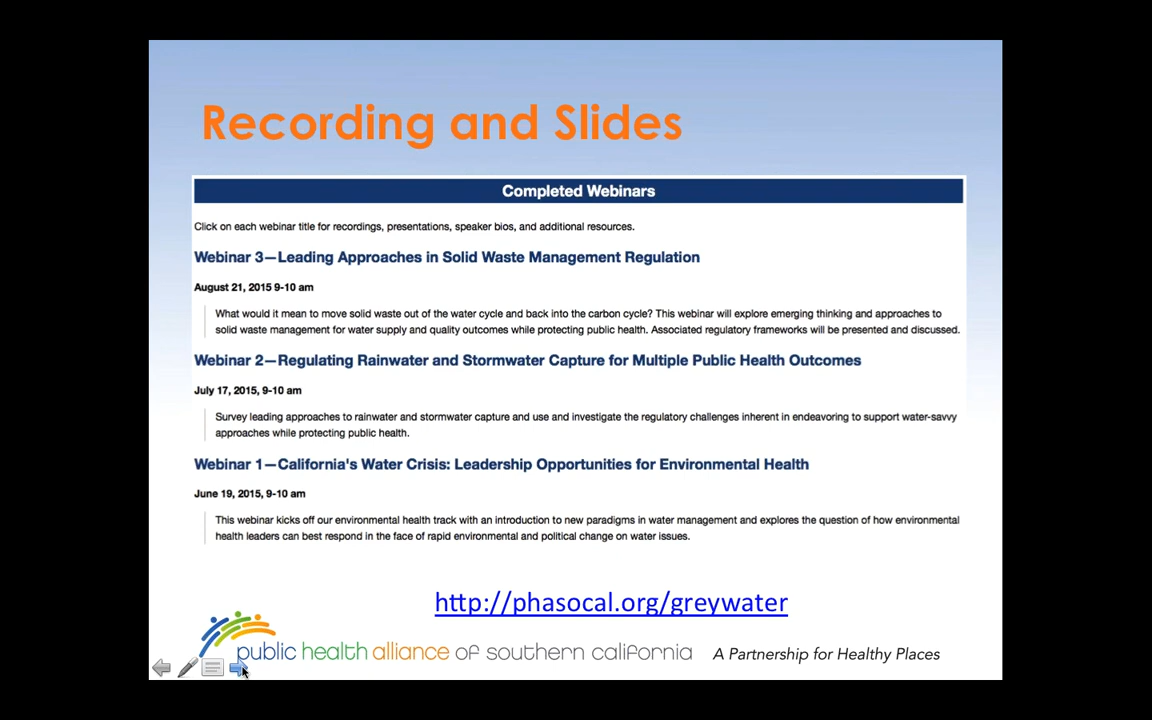 Recording and Slides
Completed Webinars
Click on each webinar title for recordings, presentations, speaker bios, and additional resources.
Webinar 3—Leading Approaches in Solid Waste Management Regulation
August 21, 2015 9-10 am
What would it mean to move solid waste out of the water cycle and back into the carbon cycle? This webinar will explore emerging thinking and approaches to
solid waste management for water supply and quality outcomes while protecting public health. Associated regulatory frameworks will be presented and discussed.
Webinar 2—Regulating Rainwater and Stormwater Capture for Multiple Public Health Outcomes
July 17, 2015, 9-10 am
Survey leading approaches to rainwater and stormwater capture and use and investigate the regulatory challenges inherent in endeavoring to support water-savvy
approaches while protecting public health.
Webinar 1—California's Water Crisis: Leadership Opportunities for Environmental Health
June 19, 2015, 9-10 am
This webinar kicks off our environmental health track with an introduction to new paradigms in water management and explores the question of how environmental
health leaders can best respond in the face of rapid environmental and political change on water issues.
http://phasocal.org/greywater
public health alliance of southern california A Partnership for Healthy Places